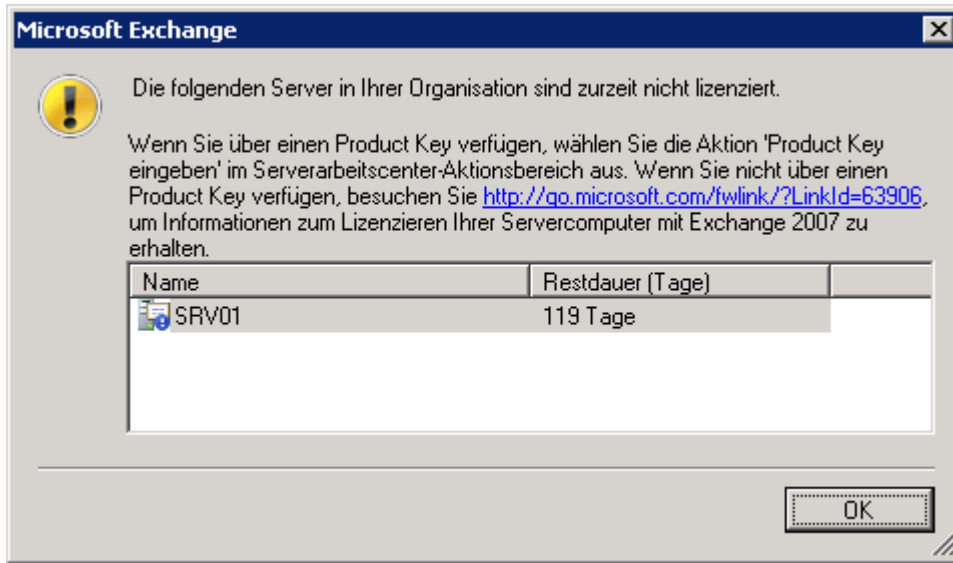 Microsoft Exchange
Die folgenden Server in Ihrer Organisation sind zurzeit nicht lizenziert.
Wenn Sie über einen Product Key verfügen, wählen Sie die Aktion 'Product Key
eingeben' im Serverarbeitscenter-Aktionsbereich aus. Wenn Sie nicht über einen
Product Key verfügen, besuchen Sie http://go.microsoft.com/fwlink/?LinkId=63906,
um Informationen zum Lizenzieren Ihrer Servercomputer mit Exchange 2007 zu
erhalten.
Name Restdauer (Tage)
SRV01 119 Tage
OK